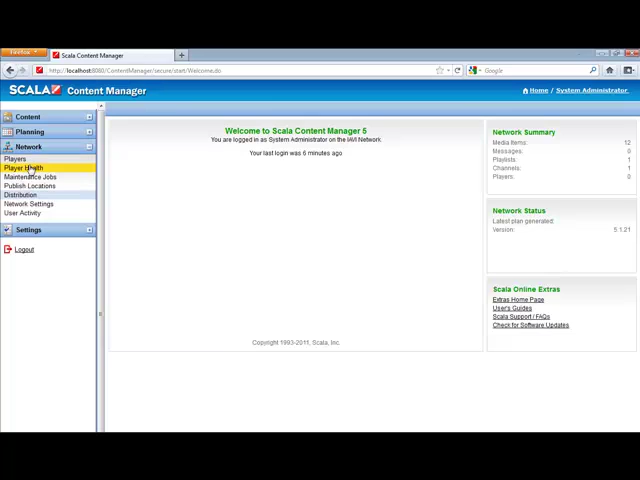 Firefox
Scala Content Manager
http://localhost:8080/ContentManager/secure/start/Welcome.do
Google
SCALA Content Manager
Home / System Administrator
Content
Planning
Network
Players
Player Health
Maintenance Jobs
Publish Locations
Distribution
Network Settings
User Activity
Settings
Logout
Welcome to Scala Content Manager 5
You are logged in as System Administrator on the IAVI Network.
Your last login was 6 minutes ago
Copyright 1993-2011, Scala, Inc.
Network Summary
Media Items: 12
Messages: 0
Playlists: 1
Channels: 1
Players: 0
Network Status
Latest plan generated:
Version: 5.1.21
Scala Online Extras
Extras Home Page
User's Guides
Scala Support / FAQs
Check for Software Updates